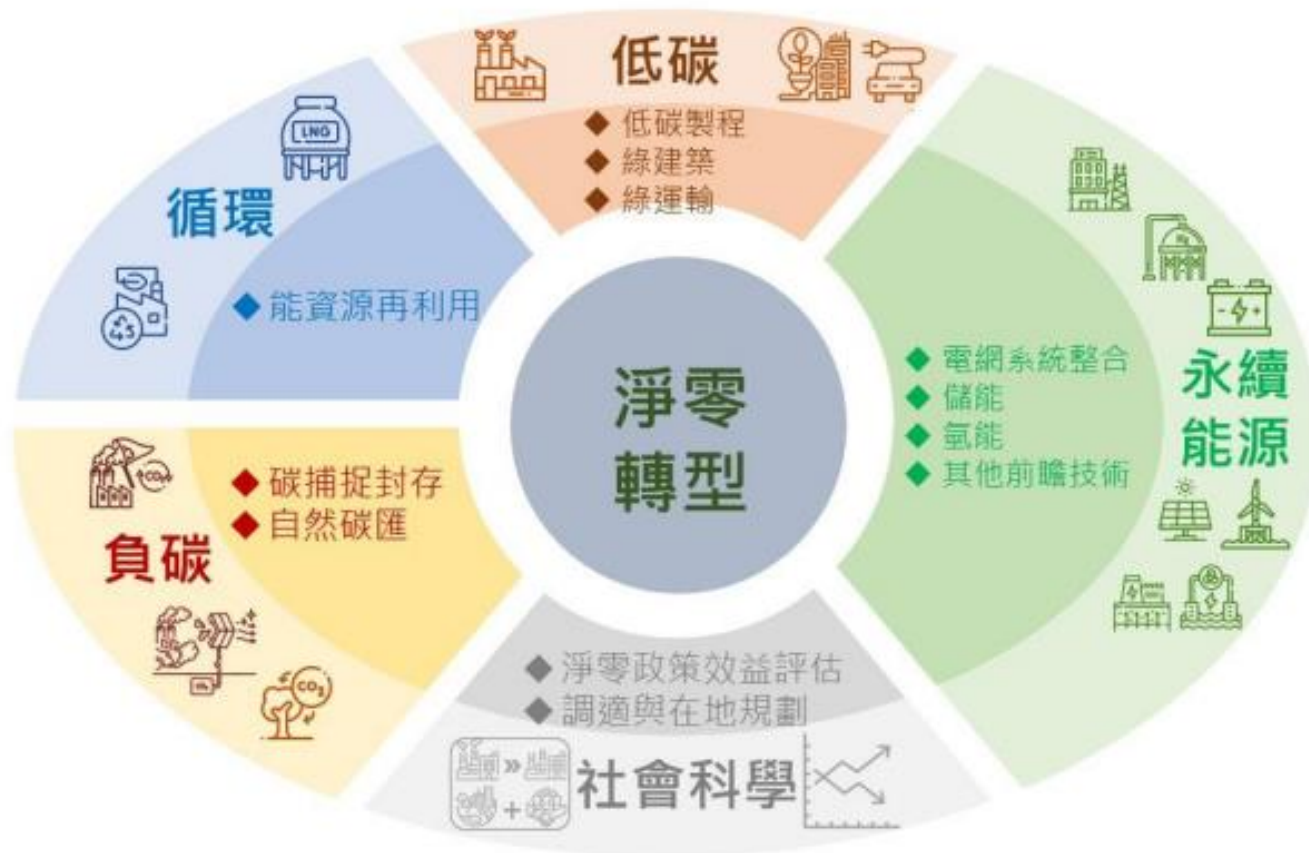 低碳
◆ 低碳製程
◆ 綠建築
◆ 綠運輸
LNG
循環
◆ 能資源再利用
淨零
轉型
◆ 電網系統整合
◆ 儲能
◆ 氫能
◆ 其他前瞻技術
永續
能源
◆ 碳捕捉封存
◆ 自然碳匯
負碳
CO₂
◆ 淨零政策效益評估
◆ 調適與在地規劃
社會科學